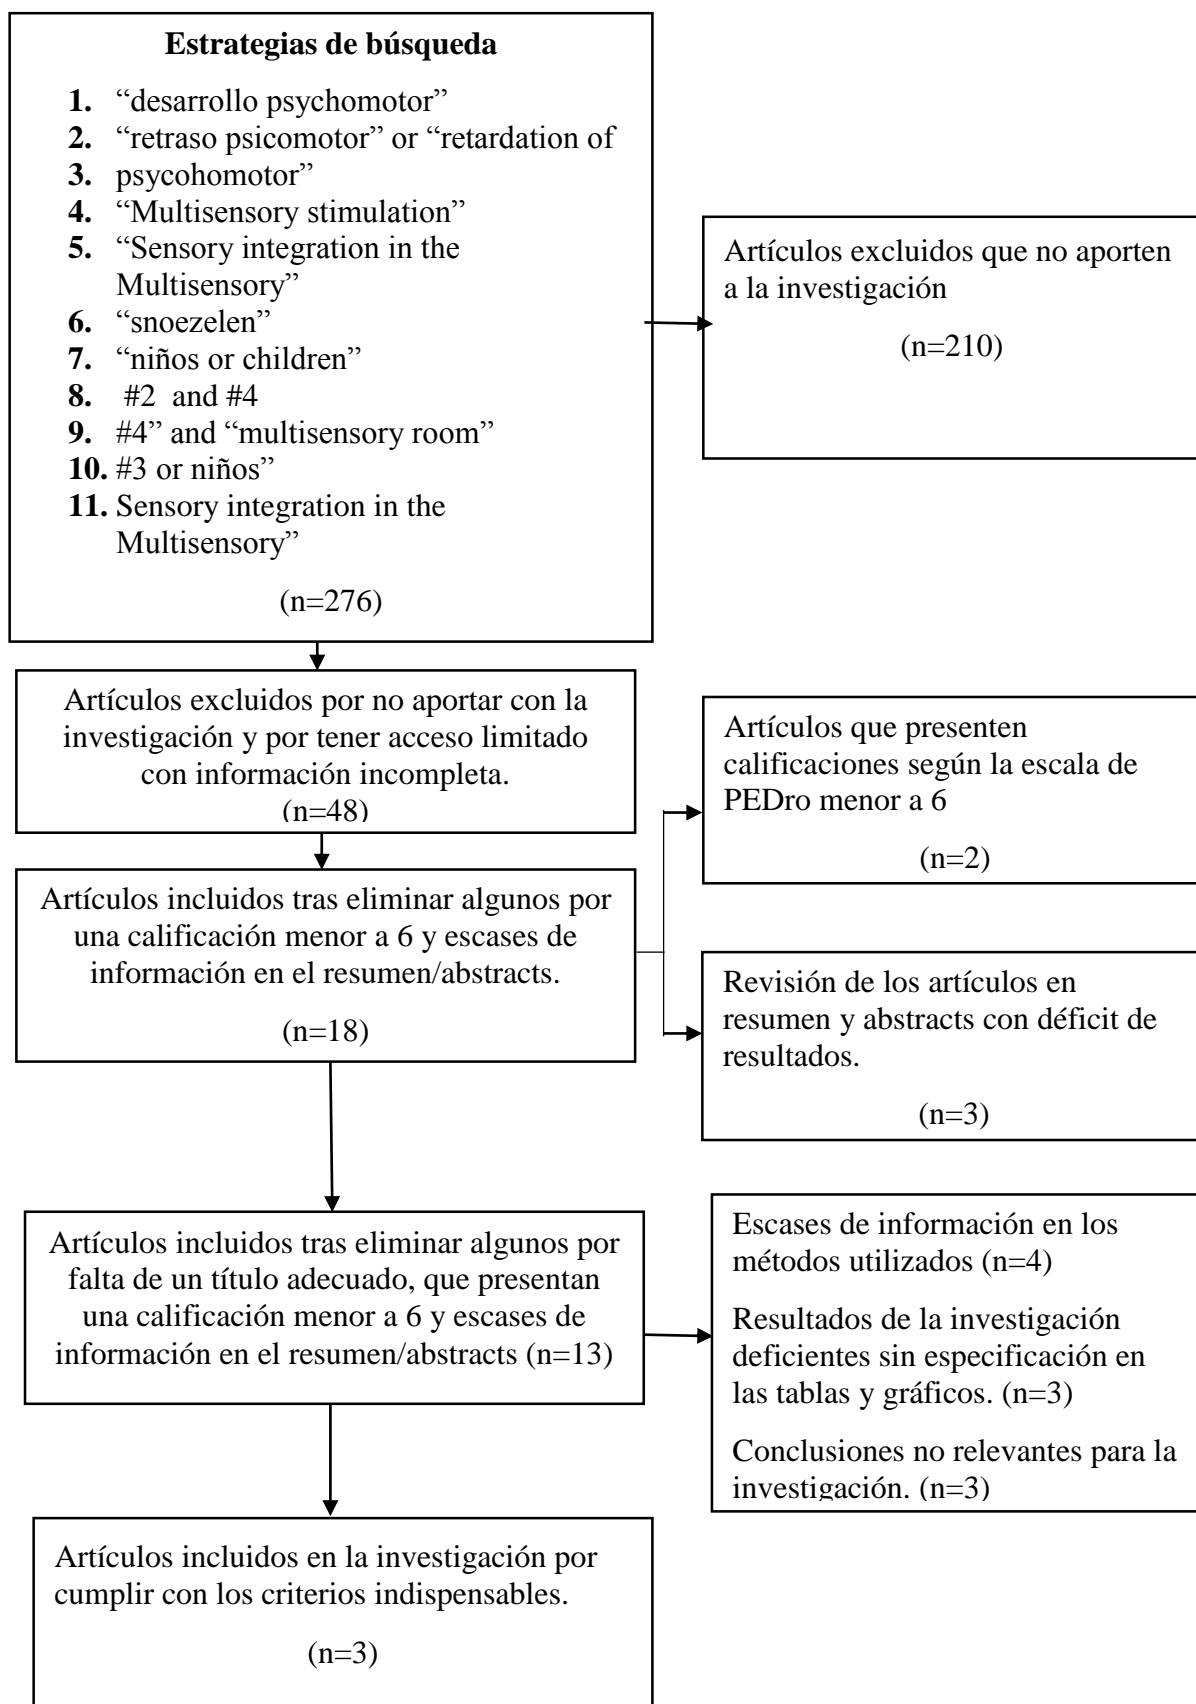 Estrategias de búsqueda
1. “desarrollo psychomotor”
2. “retraso psicomotor” or “retardation of
3. psycohomotor”
4. “Multisensory stimulation”
5. “Sensory integration in the
Multisensory”
6. “snoezelen”
7. “niños or children”
8. #2 and #4
9. #4” and “multisensory room”
10. #3 or niños”
11. Sensory integration in the
Multisensory”
(n=276)
Artículos excluidos que no aporten
a la investigación
(n=210)
Artículos excluidos por no aportar con la
investigación y por tener acceso limitado
con información incompleta.
(n=48)
Artículos que presenten
calificaciones según la escala de
PEDro menor a 6
(n=2)
Artículos incluidos tras eliminar algunos por
una calificación menor a 6 y escases de
información en el resumen/abstracts.
(n=18)
Revisión de los artículos en
resumen y abstracts con déficit de
resultados.
(n=3)
Artículos incluidos tras eliminar algunos por
falta de un título adecuado, que presentan
una calificación menor a 6 y escases de
información en el resumen/abstracts (n=13)
Escases de información en los
métodos utilizados (n=4)
Resultados de la investigación
deficientes sin especificación en
las tablas y gráficos. (n=3)
Conclusiones no relevantes para la
investigación. (n=3)
Artículos incluidos en la investigación por
cumplir con los criterios indispensables.
(n=3)